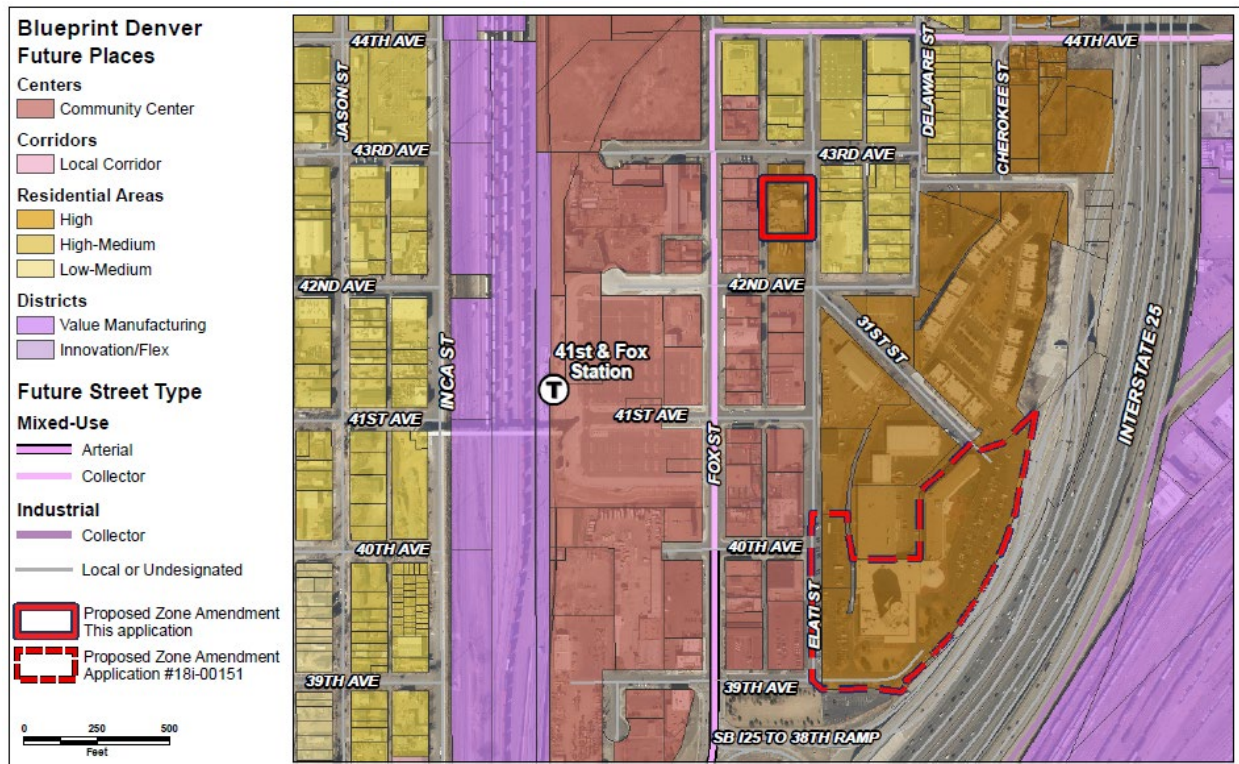 Blueprint Denver
Future Places
Centers
Community Center
Corridors
Local Corridor
Residential Areas
High
High-Medium
Low-Medium
Districts
Value Manufacturing
Innovation/Flex
Future Street Type
Mixed-Use
Arterial
Collector
Industrial
Collector
Local or Undesignated
Proposed Zone Amendment
This application
Proposed Zone Amendment
Application #18i-00151
0 250 500
Feet
44TH AVE
44TH AVE
JASON ST
DELAWARE ST
CHEROKEE ST
43RD AVE
43RD AVE
42ND AVE
42ND AVE
31ST ST
INTERSTATE 25
INCA ST
41st & Fox
Station
T
41ST AVE
41ST AVE
FOX ST
40TH AVE
40TH AVE
ELATI ST
39TH AVE
39TH AVE
SB I25 TO 38TH RAMP